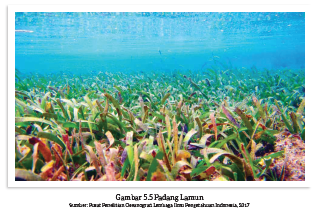 Gambar 5.5 Padang Lamun
Sumber: Pusat Penelitian Oseanografi Lembaga Ilmu Pengetahuan Indonesia, 2017